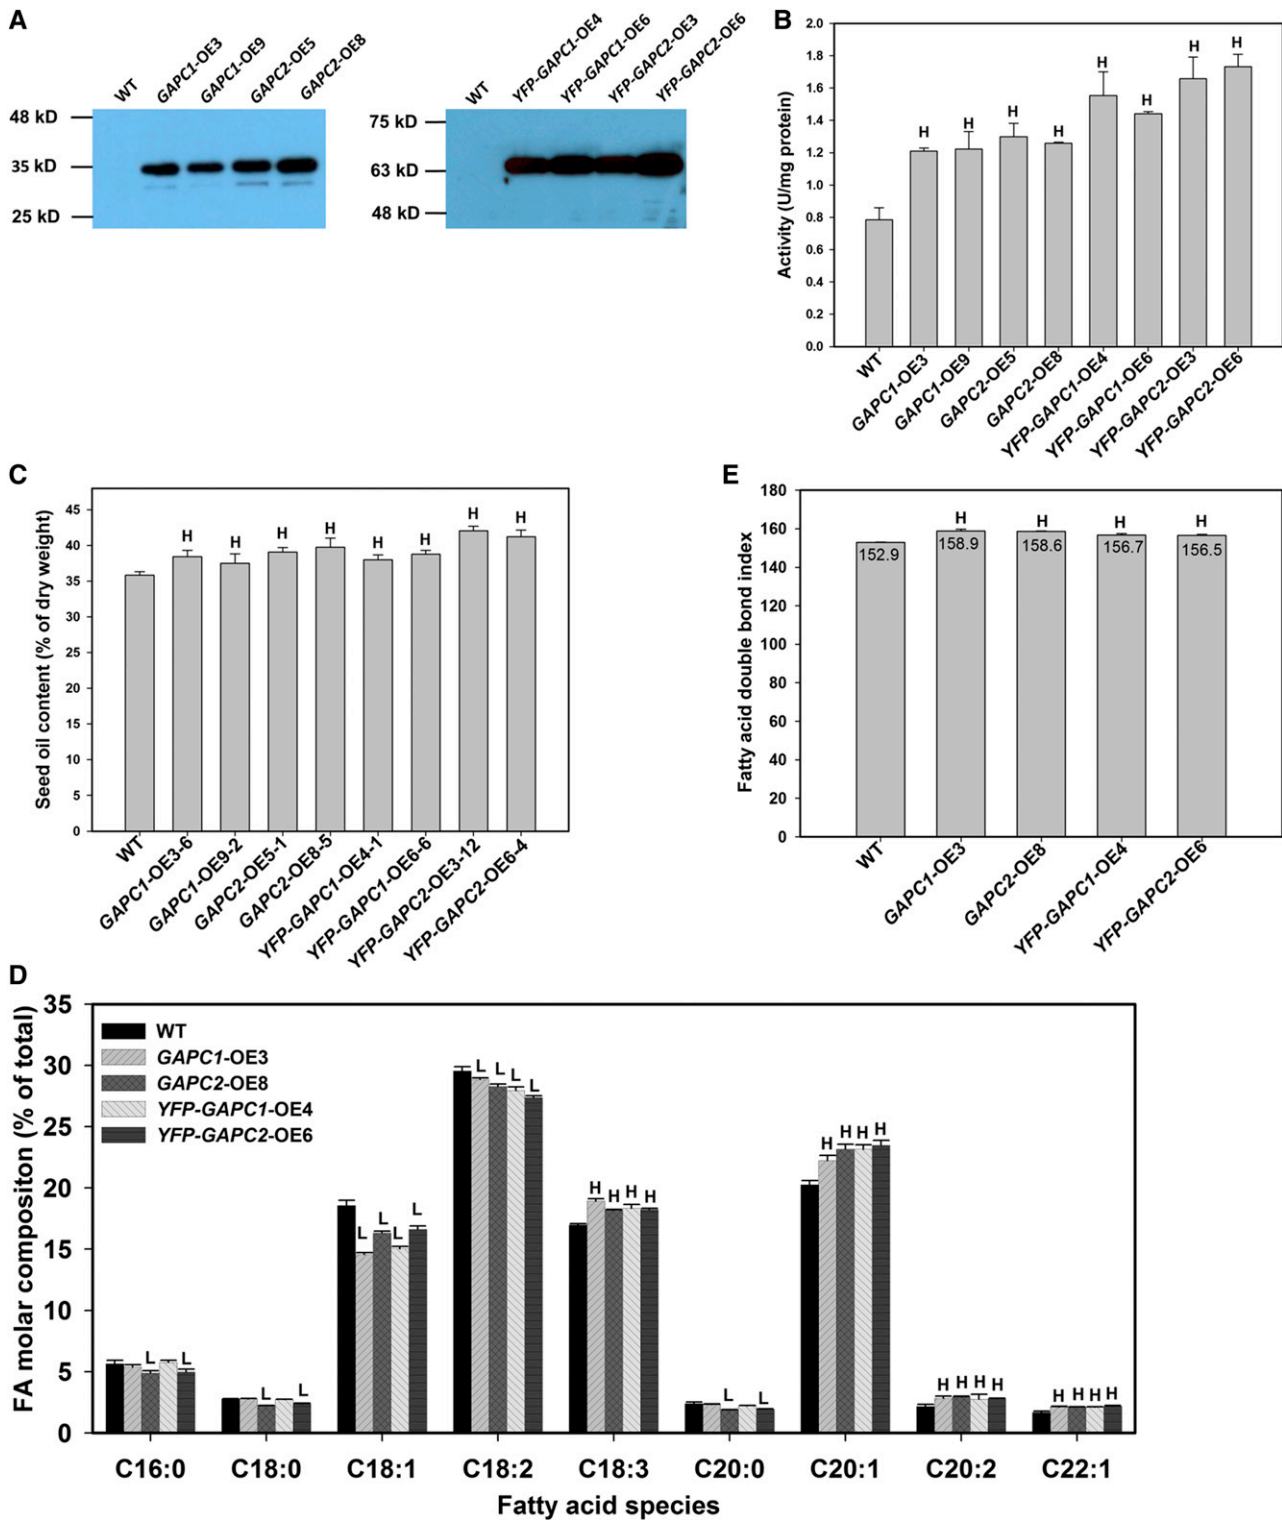 A
WT
GAPC1-OE3
GAPC1-OE9
GAPC2-OE5
GAPC2-OE8
48 kD
35 kD
25 kD
WT
YFP-GAPC1-OE4
YFP-GAPC1-OE6
YFP-GAPC2-OE3
YFP-GAPC2-OE6
75 kD
63 kD
48 kD
B
Activity (U/mg protein)
2.0
1.8
1.6
1.4
1.2
1.0
0.8
0.6
0.4
0.2
0.0
H H H H H H H H
WT
GAPC1-OE3
GAPC1-OE9
GAPC2-OE5
GAPC2-OE8
YFP-GAPC1-OE4
YFP-GAPC1-OE6
YFP-GAPC2-OE3
YFP-GAPC2-OE6
C
Seed oil content (% of dry weight)
45
40
35
30
25
20
15
10
5
0
H H H H H H H H
WT
GAPC1-OE3-6
GAPC1-OE9-2
GAPC2-OE5-1
GAPC2-OE8-5
YFP-GAPC1-OE4-1
YFP-GAPC1-OE6-6
YFP-GAPC2-OE3-12
YFP-GAPC2-OE6-4
E
Fatty acid double bond index
180
160
140
120
100
80
60
40
20
0
H H H H
152.9 158.9 158.6 156.7 156.5
WT
GAPC1-OE3
GAPC2-OE8
YFP-GAPC1-OE4
YFP-GAPC2-OE6
D
FA molar compositon (% of total)
35
30
25
20
15
10
5
0
WT
GAPC1-OE3
GAPC2-OE8
YFP-GAPC1-OE4
YFP-GAPC2-OE6
L L
L L
L L L L
L L L L
H H H H
L L
H H H H
H H H H
H H H H
C16:0 C18:0 C18:1 C18:2 C18:3 C20:0 C20:1 C20:2 C22:1
Fatty acid species